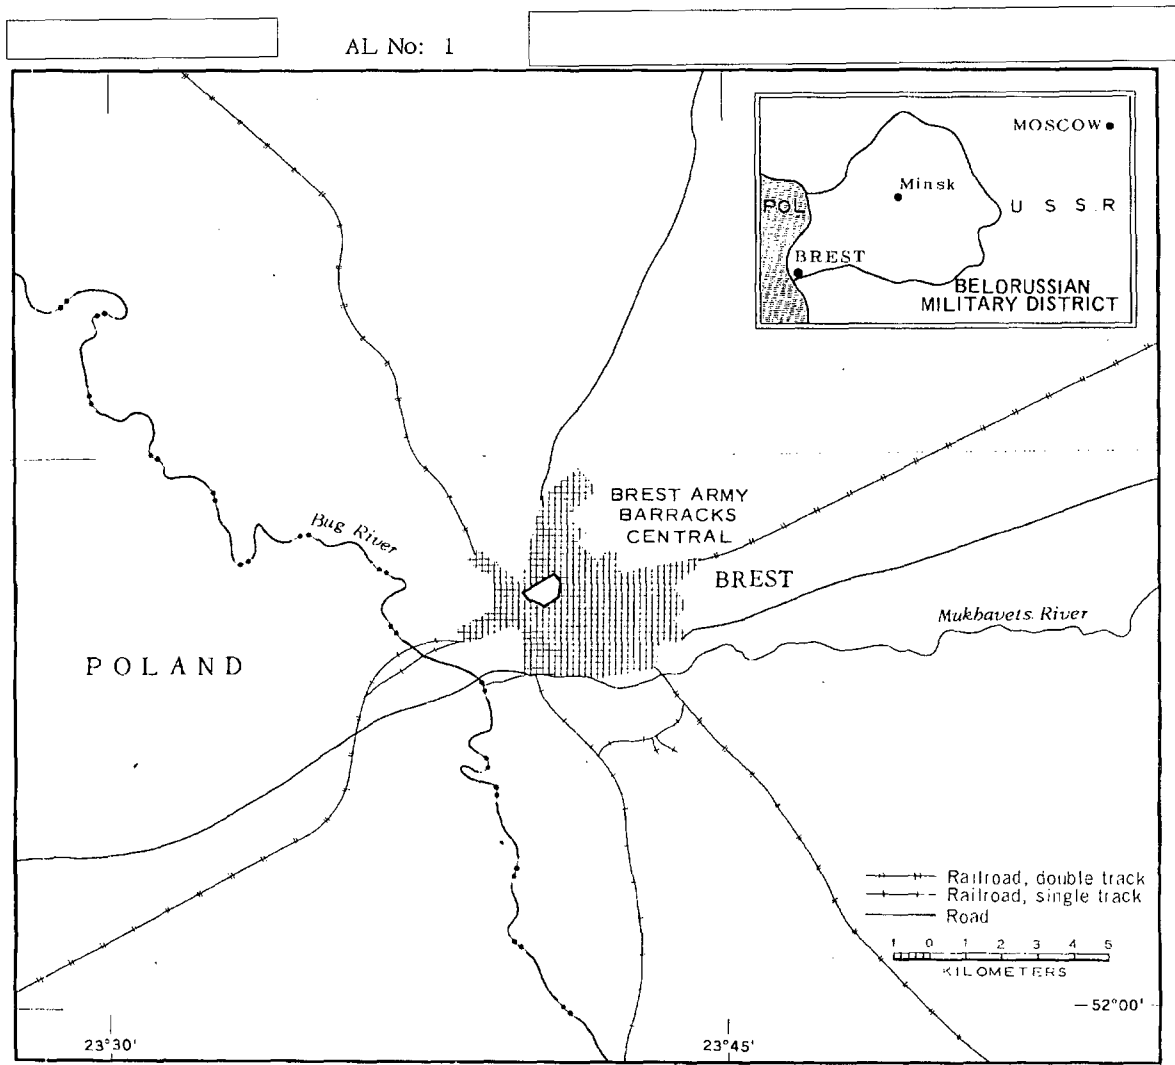 AL No: 1
MOSCOW
Minsk
POL
U S S R
BREST
BELORUSSIAN
MILITARY DISTRICT
BREST ARMY
BARRACKS
CENTRAL
Bug River
BREST
Mukhavets River
POLAND
Railroad, double track
Railroad, single track
Road
1 0 1 2 3 4 5
KILOMETERS
52°00'
23°30'
23°45'